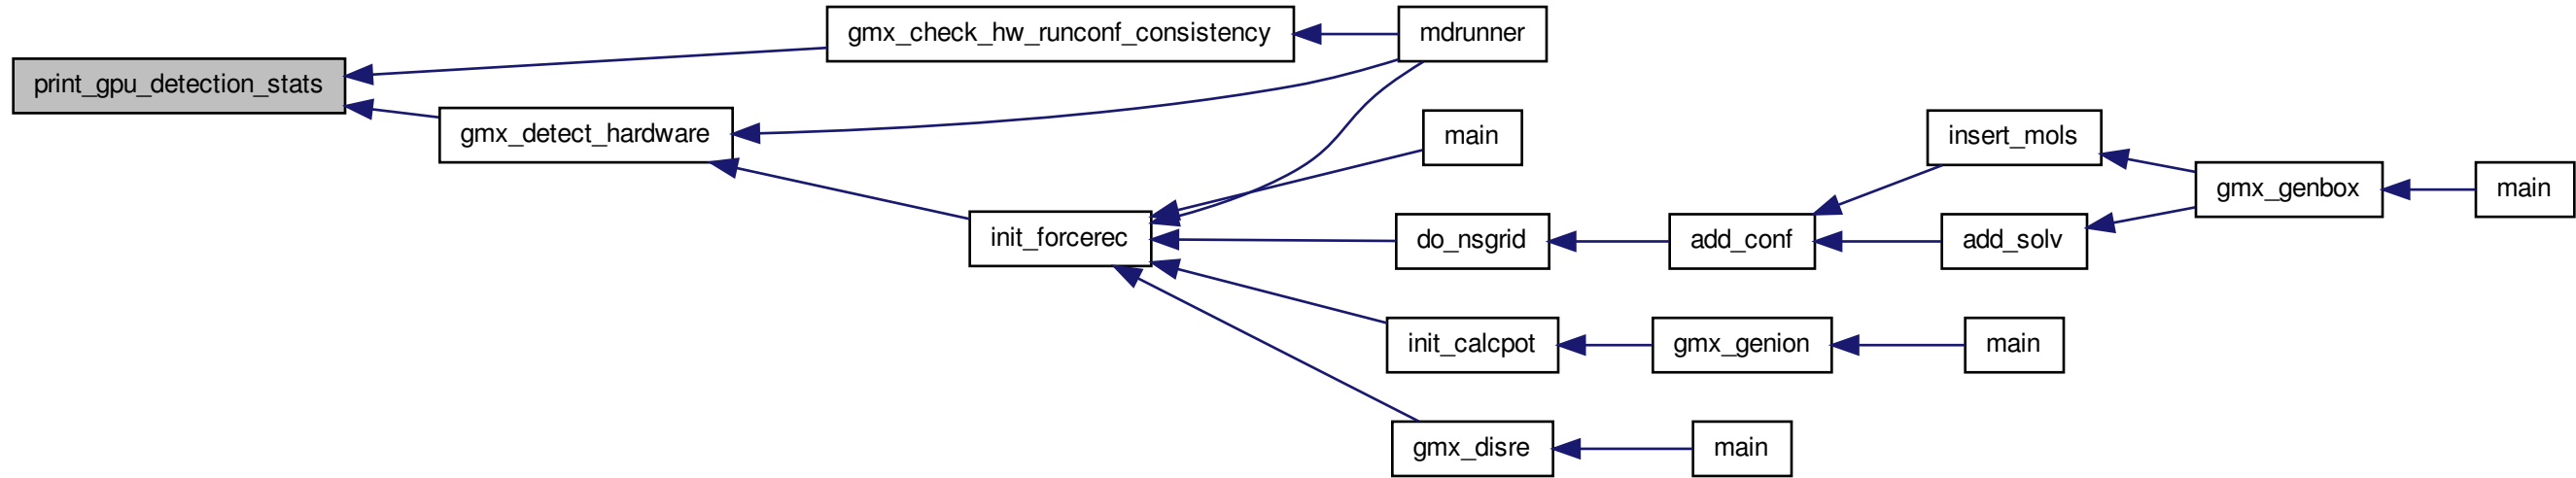 print_gpu_detection_stats
gmx_check_hw_runconf_consistency
mdrunner
gmx_detect_hardware
main
init_forcerec
do_nsgrid
add_conf
insert_mols
add_solv
gmx_genbox
main
init_calcpot
gmx_genion
main
gmx_disre
main